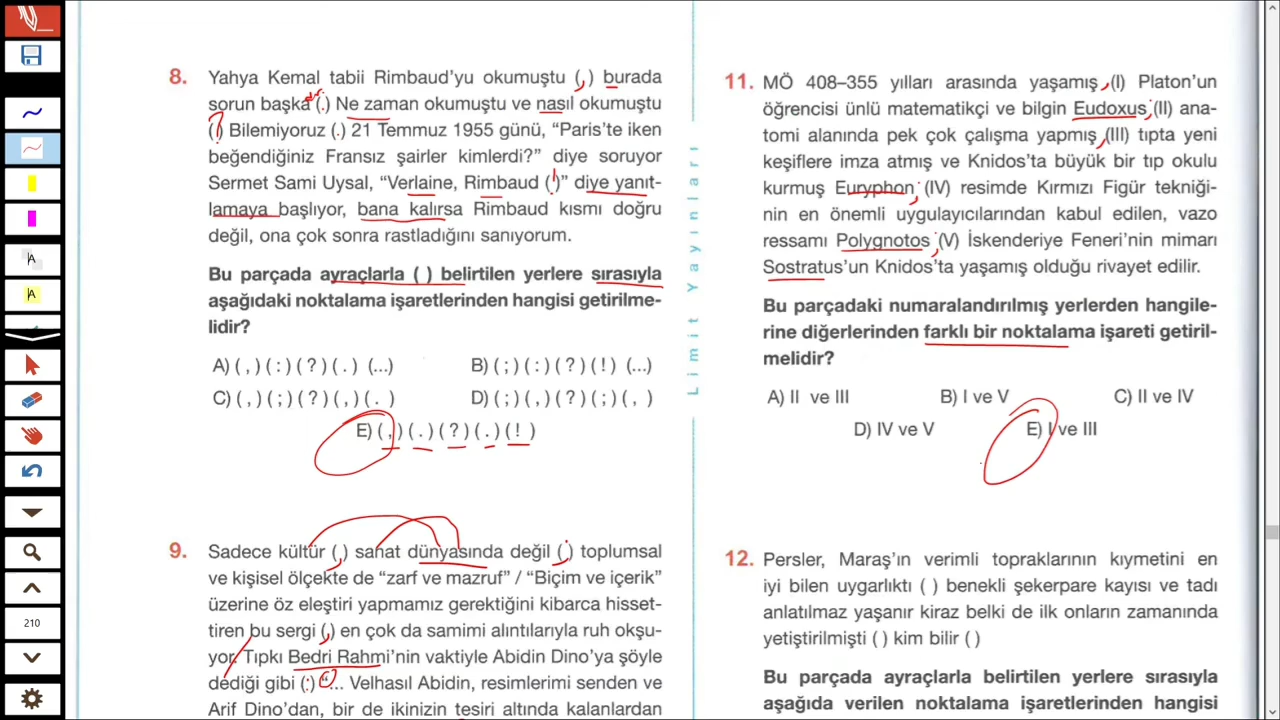 8. Yahya Kemal tabii Rimbaud'yu okumuştu (,) burada
sorun başka (.) Ne zaman okumuştu ve nasıl okumuştu
( ) Bilemiyoruz (.) 21 Temmuz 1955 günü, "Paris'te iken
beğendiğiniz Fransız şairler kimlerdi?" diye soruyor
Sermet Sami Uysal, "Verlaine, Rimbaud (!)" diye yanıt-
lamaya başlıyor, bana kalırsa Rimbaud kısmı doğru
değil, ona çok sonra rastladığını sanıyorum.
Bu parçada ayraçlarla ( ) belirtilen yerlere sırasıyla
aşağıdaki noktalama işaretlerinden hangisi getirilme-
lidir?
A) ( , ) ( : ) ( ? ) ( . ) (...)
B) ( ; ) ( : ) ( ? ) ( ! ) (...)
C) ( , ) ( ; ) ( ? ) ( , ) ( . )
D) ( ; ) ( , ) ( ? ) ( ; ) ( , )
E) ( , ) ( . ) ( ? ) ( . ) ( ! )
9. Sadece kültür (,) sanat dünyasında değil (;) toplumsal
ve kişisel ölçekte de "zarf ve mazruf" / "Biçim ve içerik"
üzerine öz eleştiri yapmamız gerektiğini kibarca hisset-
tiren bu sergi (,) en çok da samimi alıntılarıyla ruh okşu-
yor. Tıpkı Bedri Rahmi'nin vaktiyle Abidin Dino'ya şöyle
dediği gibi (:) "... Velhasıl Abidin, resimlerimi senden ve
Arif Dino'dan, bir de ikinizin tesiri altında kalanlardan
Limit Yayınları
11. MÖ 408–355 yılları arasında yaşamış ,(I) Platon'un
öğrencisi ünlü matematikçi ve bilgin Eudoxus ;(II) ana-
tomi alanında pek çok çalışma yapmış ,(III) tıpta yeni
keşiflere imza atmış ve Knidos'ta büyük bir tıp okulu
kurmuş Euryphon ;(IV) resimde Kırmızı Figür tekniği-
nin en önemli uygulayıcılarından kabul edilen, vazo
ressamı Polygnotos ;(V) İskenderiye Feneri'nin mimarı
Sostratus'un Knidos'ta yaşamış olduğu rivayet edilir.
Bu parçadaki numaralandırılmış yerlerden hangile-
rine diğerlerinden farklı bir noktalama işareti getiril-
melidir?
A) II ve III
B) I ve V
C) II ve IV
D) IV ve V
E) I ve III
12. Persler, Maraş'ın verimli topraklarının kıymetini en
iyi bilen uygarlıktı ( ) benekli şekerpare kayısı ve tadı
anlatılmaz yaşanır kiraz belki de ilk onların zamanında
yetiştirilmişti ( ) kim bilir ( )
Bu parçada ayraçlarla belirtilen yerlere sırasıyla
aşağıda verilen noktalama işaretlerinden hangisi
A
A
210